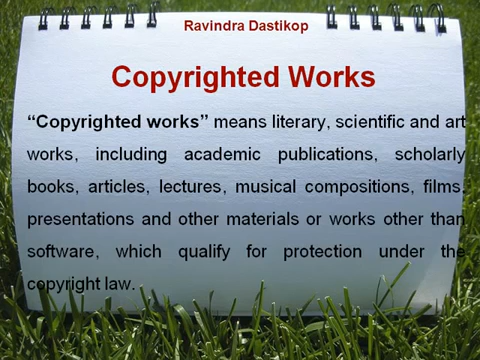 Ravindra Dastikop
Copyrighted Works
“Copyrighted works” means literary, scientific and art
works, including academic publications, scholarly
books, articles, lectures, musical compositions, films,
presentations and other materials or works other than
software, which qualify for protection under the
copyright law.